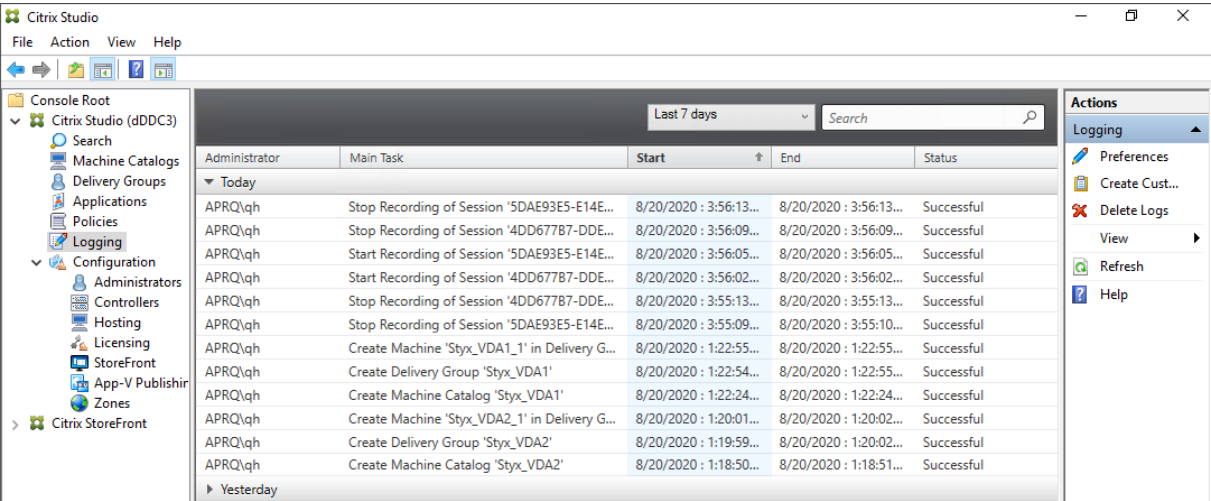 Citrix Studio
File Action View Help
Console Root
Citrix Studio (dDDC3)
Search
Machine Catalogs
Delivery Groups
Applications
Policies
Logging
Configuration
Administrators
Controllers
Hosting
Licensing
StoreFront
App-V Publishin
Zones
Citrix StoreFront
Last 7 days Search
Administrator Main Task Start End Status
Today
APRQ\qh Stop Recording of Session '5DAE93E5-E14E... 8/20/2020 : 3:56:13... 8/20/2020 : 3:56:13... Successful
APRQ\qh Stop Recording of Session '4DD677B7-DDE... 8/20/2020 : 3:56:09... 8/20/2020 : 3:56:09... Successful
APRQ\qh Start Recording of Session '5DAE93E5-E14E... 8/20/2020 : 3:56:05... 8/20/2020 : 3:56:05... Successful
APRQ\qh Start Recording of Session '4DD677B7-DDE... 8/20/2020 : 3:56:02... 8/20/2020 : 3:56:02... Successful
APRQ\qh Stop Recording of Session '4DD677B7-DDE... 8/20/2020 : 3:55:13... 8/20/2020 : 3:55:13... Successful
APRQ\qh Stop Recording of Session '5DAE93E5-E14E... 8/20/2020 : 3:55:09... 8/20/2020 : 3:55:10... Successful
APRQ\qh Create Machine 'Styx_VDA1_1' in Delivery G... 8/20/2020 : 1:22:55... 8/20/2020 : 1:22:55... Successful
APRQ\qh Create Delivery Group 'Styx_VDA1' 8/20/2020 : 1:22:54... 8/20/2020 : 1:22:55... Successful
APRQ\qh Create Machine Catalog 'Styx_VDA1' 8/20/2020 : 1:22:24... 8/20/2020 : 1:22:24... Successful
APRQ\qh Create Machine 'Styx_VDA2_1' in Delivery G... 8/20/2020 : 1:20:01... 8/20/2020 : 1:20:02... Successful
APRQ\qh Create Delivery Group 'Styx_VDA2' 8/20/2020 : 1:19:59... 8/20/2020 : 1:20:02... Successful
APRQ\qh Create Machine Catalog 'Styx_VDA2' 8/20/2020 : 1:18:50... 8/20/2020 : 1:18:51... Successful
Yesterday
Actions
Logging
Preferences
Create Cust...
Delete Logs
View
Refresh
Help